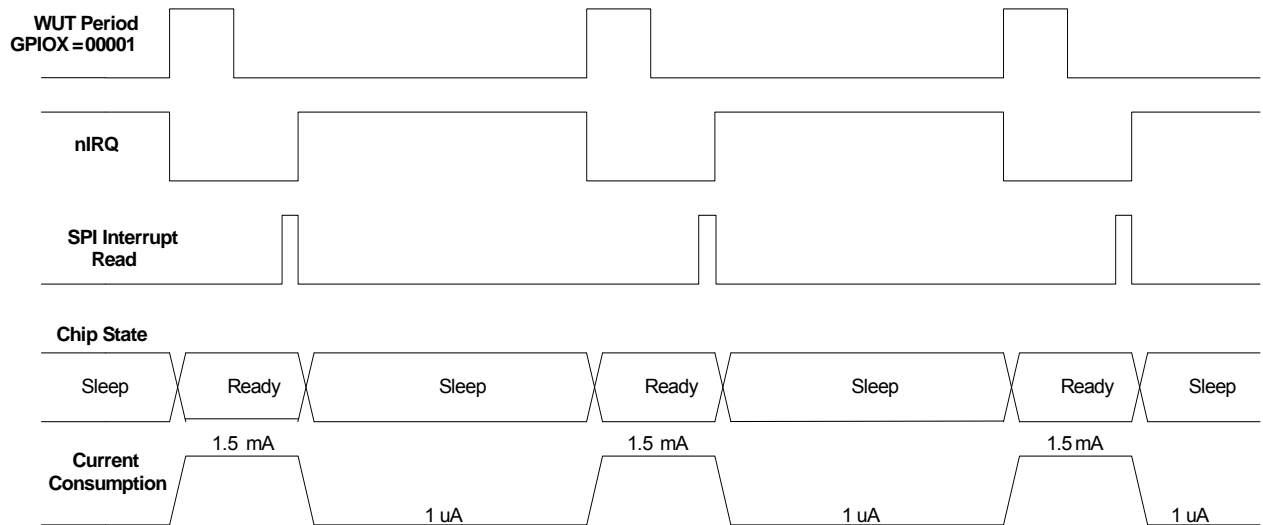 WUT Period
GPIOX = 00001
nIRQ
SPI Interrupt
Read
Chip State
Sleep Ready Sleep Ready Sleep Ready Sleep
1.5 mA 1.5 mA 1.5 mA
Current
Consumption
1 uA 1 uA 1 uA